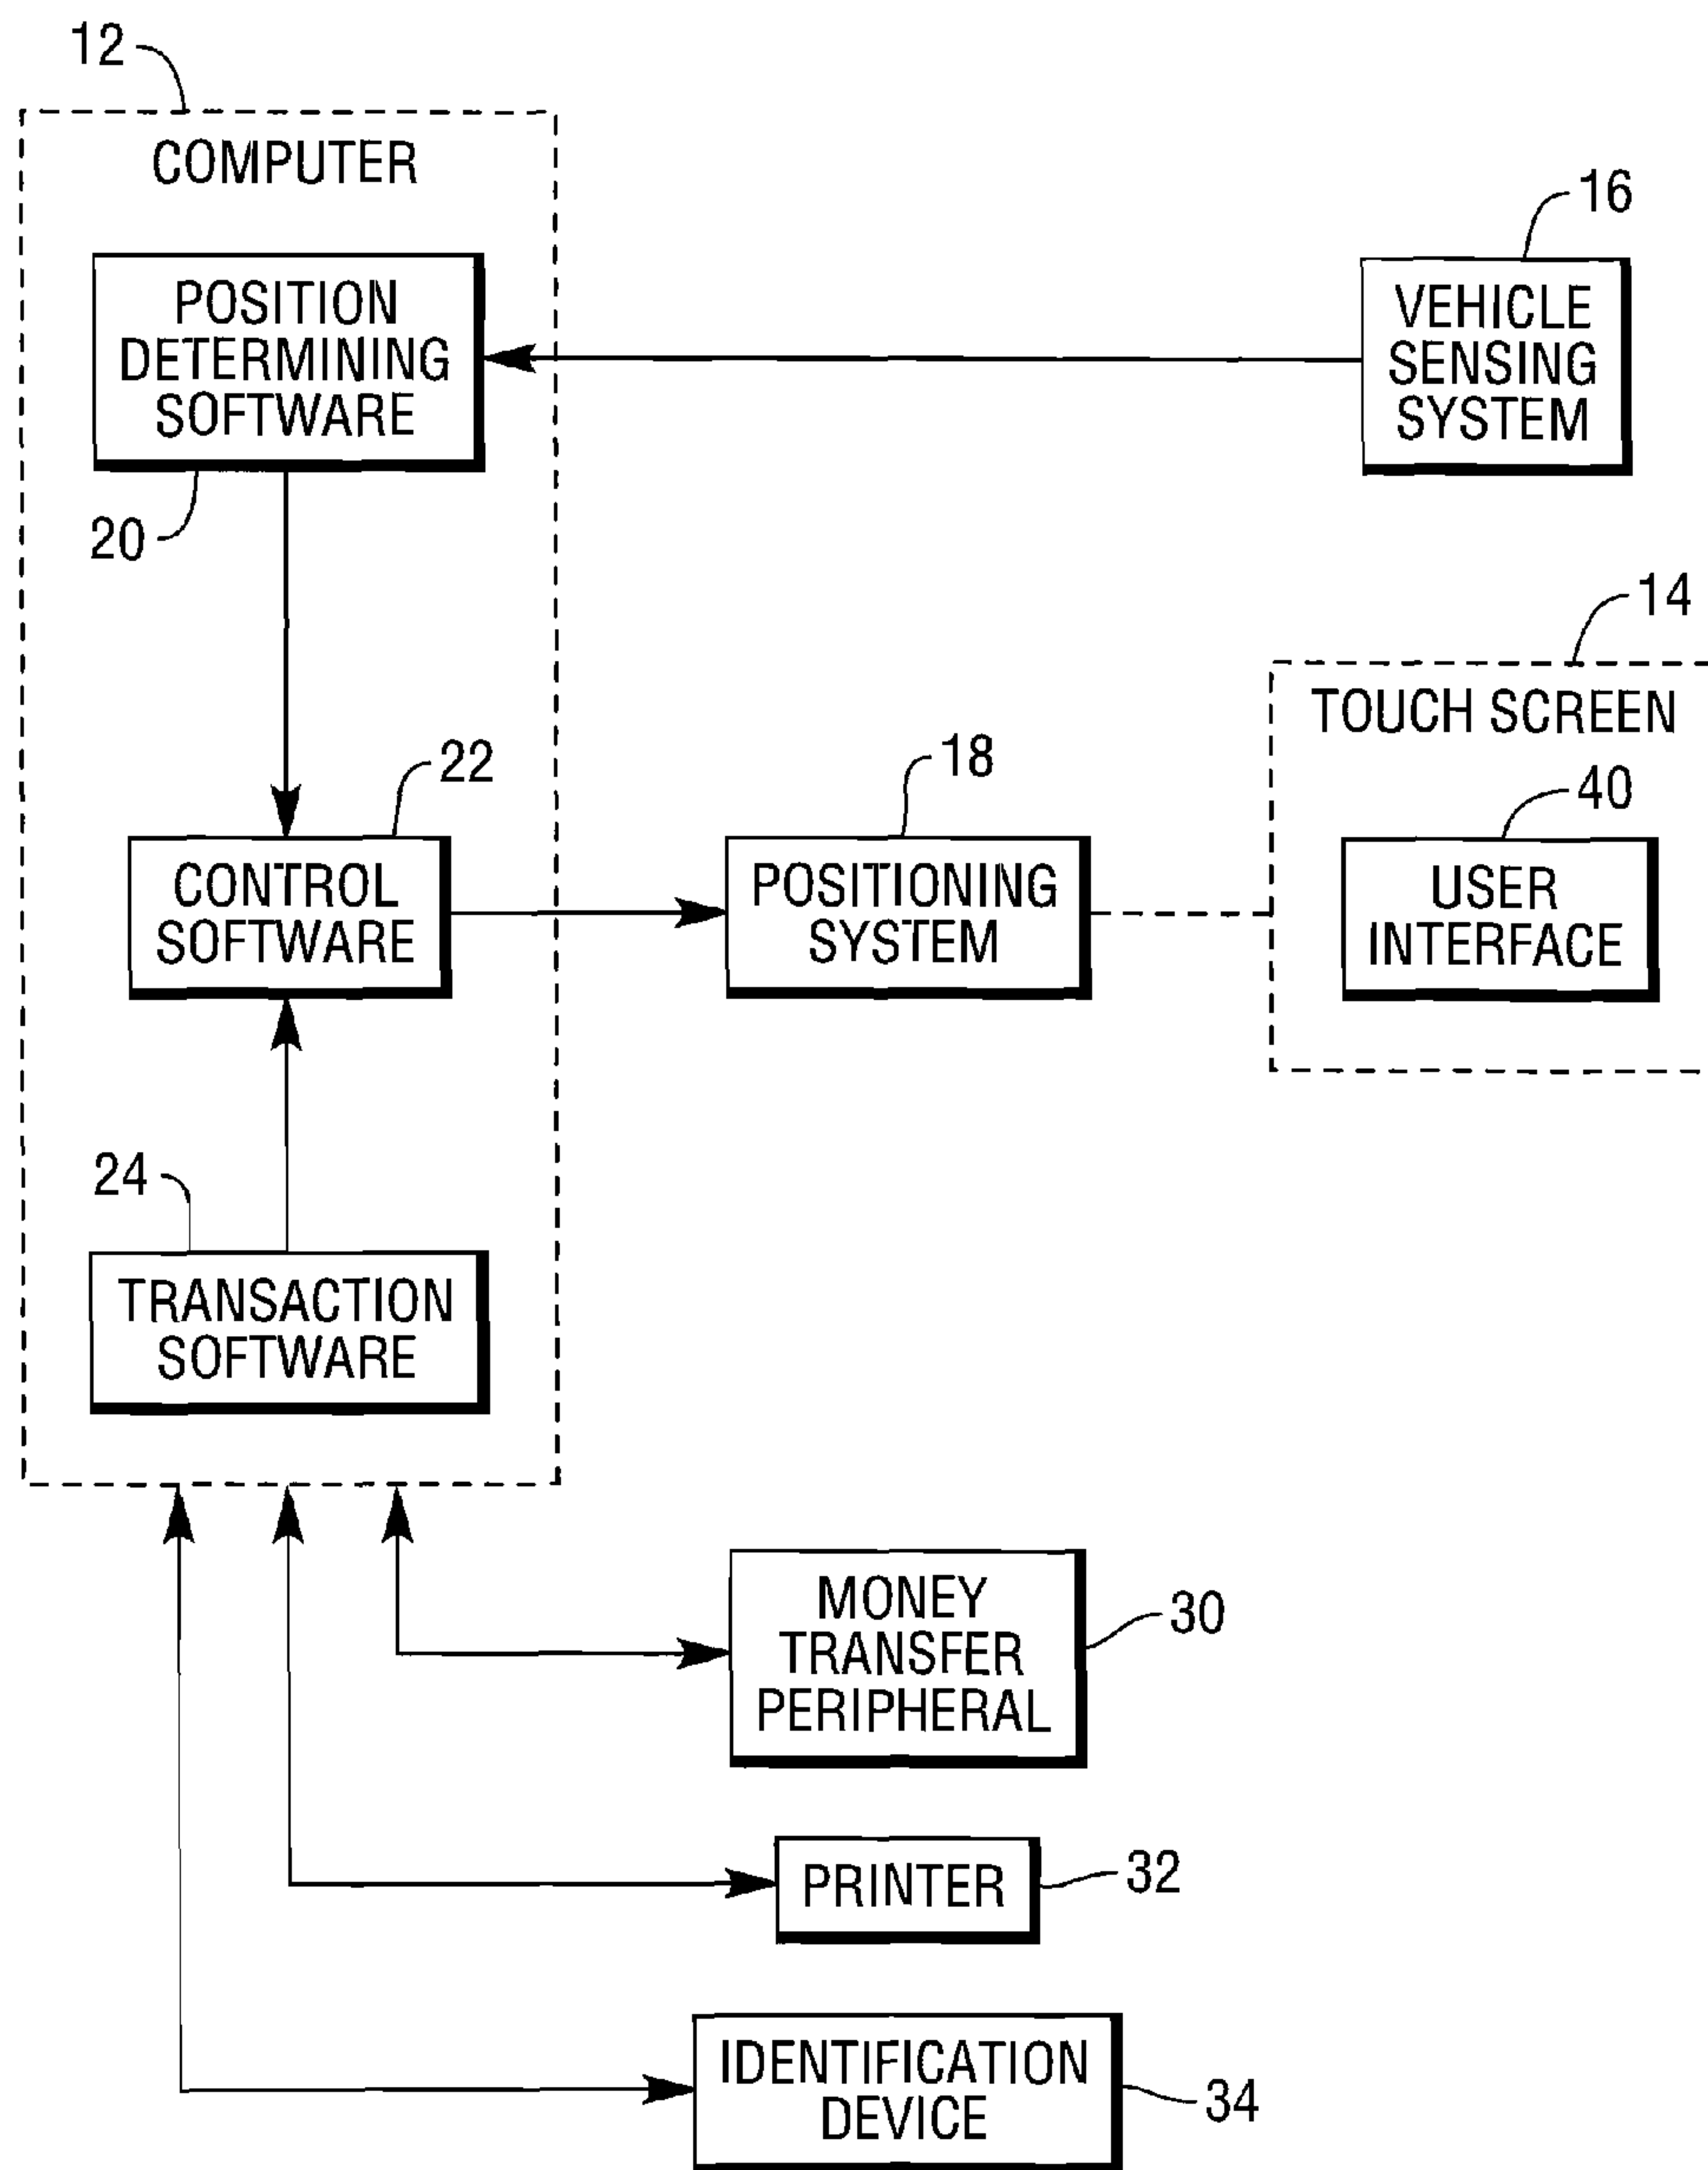 12
COMPUTER
16
POSITION
DETERMINING
SOFTWARE
VEHICLE
SENSING
SYSTEM
20
14
TOUCH SCREEN
22
18
40
CONTROL
SOFTWARE
POSITIONING
SYSTEM
USER
INTERFACE
24
TRANSACTION
SOFTWARE
MONEY
TRANSFER
PERIPHERAL
30
PRINTER
32
IDENTIFICATION
DEVICE
34